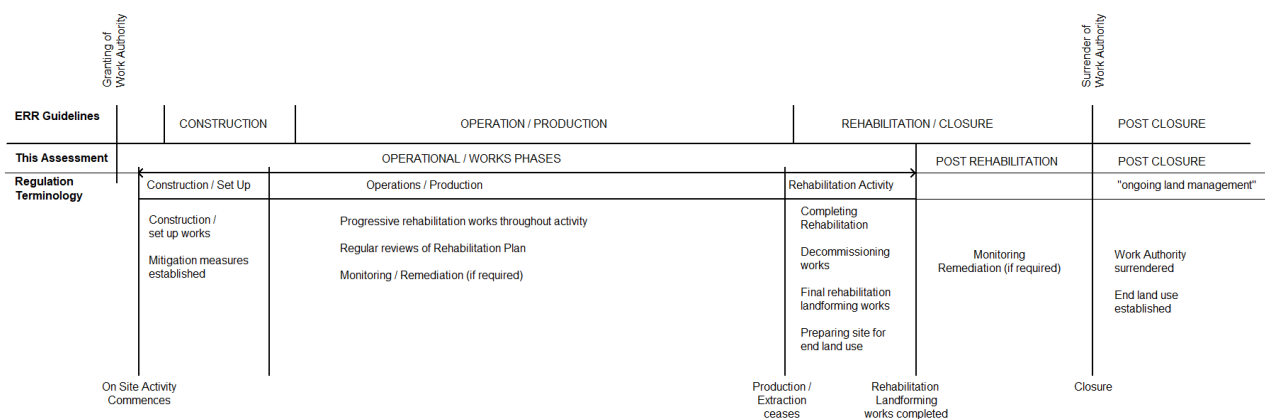 Granting of
Work Authority
Surrender of
Work Authority
ERR Guidelines
CONSTRUCTION
OPERATION / PRODUCTION
REHABILITATION / CLOSURE
POST CLOSURE
This Assessment
OPERATIONAL / WORKS PHASES
POST REHABILITATION
POST CLOSURE
Regulation
Terminology
Construction / Set Up
Operations / Production
Rehabilitation Activity
"ongoing land management"
Construction /
set up works
Mitigation measures
established
Progressive rehabilitation works throughout activity
Regular reviews of Rehabilitation Plan
Monitoring / Remediation (if required)
Completing
Rehabilitation
Decommissioning
works
Final rehabilitation
landforming works
Preparing site for
end land use
Monitoring
Remediation (if required)
Work Authority
surrendered
End land use
established
On Site Activity
Commences
Production /
Extraction
ceases
Rehabilitation
Landforming
works completed
Closure